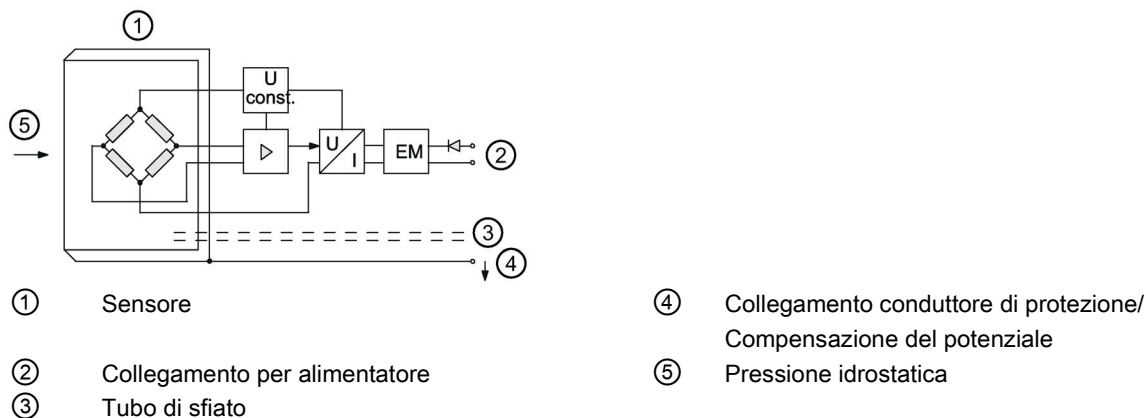 ①
⑤
U
const.
U
I
EM
②
③
④
① Sensore
④ Collegamento conduttore di protezione/
Compensazione del potenziale
② Collegamento per alimentatore
⑤ Pressione idrostatica
③ Tubo di sfiato